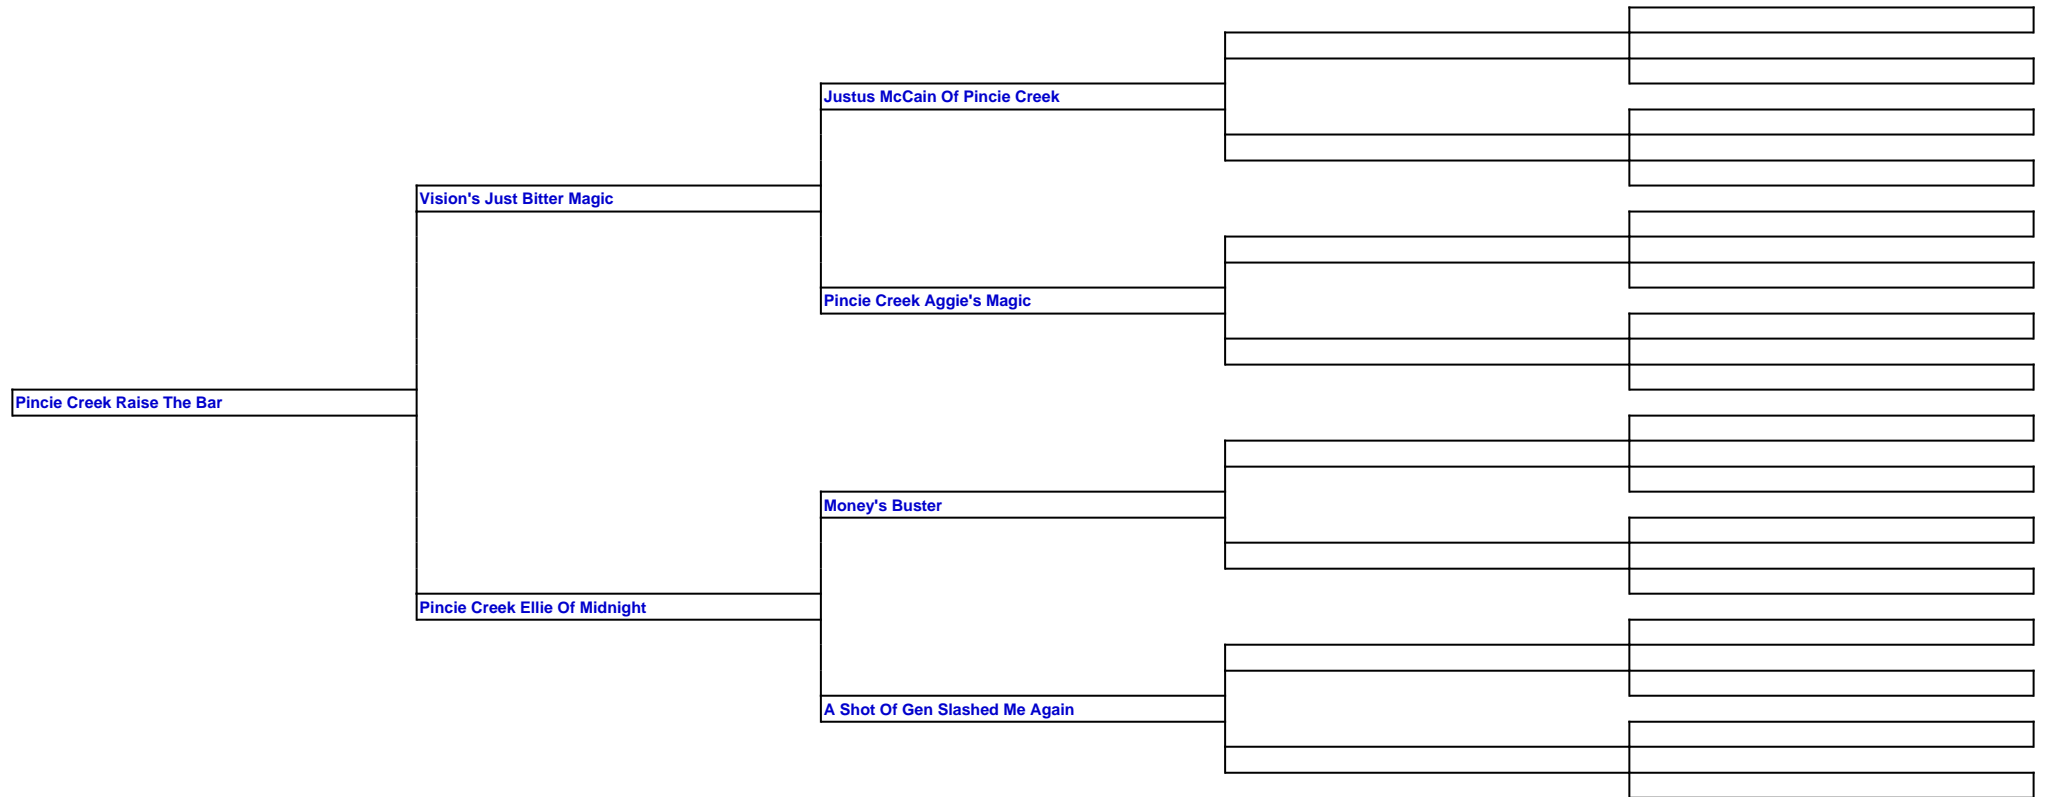 Justus McCain Of Pincie Creek
Vision's Just Bitter Magic
Pincie Creek Aggie's Magic
Pincie Creek Raise The Bar
Money's Buster
Pincie Creek Ellie Of Midnight
A Shot Of Gen Slashed Me Again